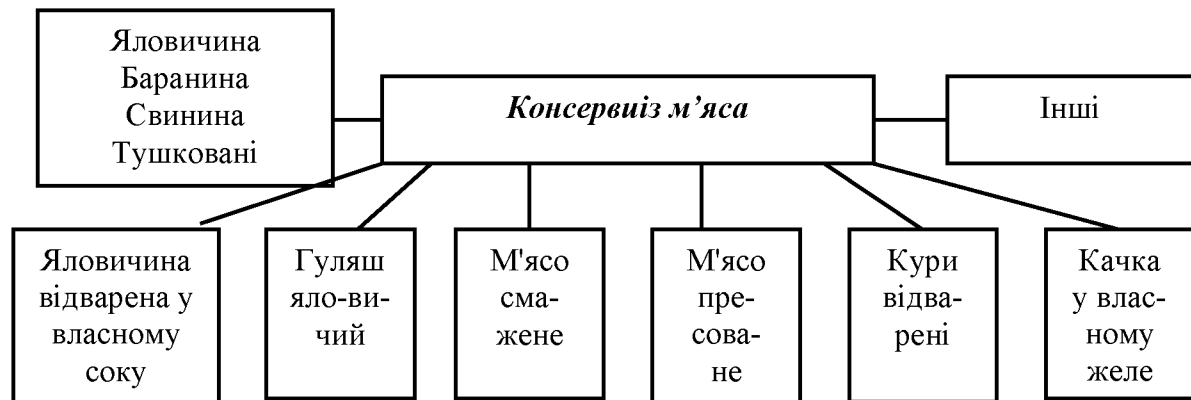 Яловичина
Баранина
Свинина
Тушковані
Консервиіз м’яса
Інші
Яловичина
відварена у
власному
соку
Гуляш
яло-ви-
чий
М'ясо
сма-
жене
М'ясо
пре-
сова-
не
Кури
відва-
рені
Качка
у влас-
ному
желе